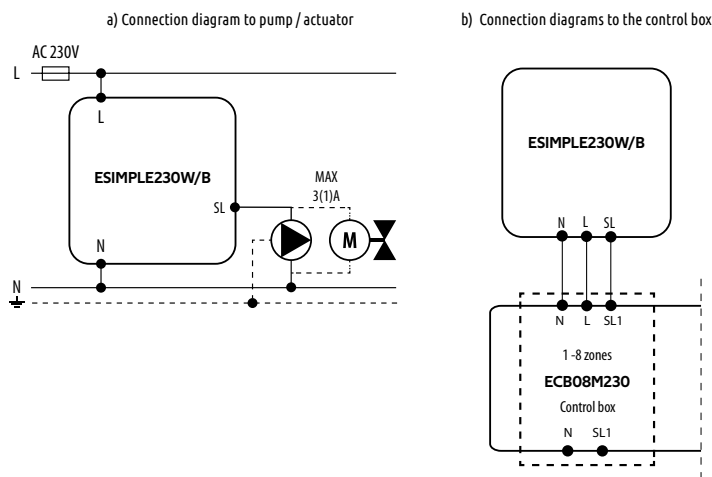 a) Connection diagram to pump / actuator
AC 230V
L
L
ESIMPLE230W/B
SL
MAX
3(1)A
M
N
N
b) Connection diagrams to the control box
ESIMPLE230W/B
N L SL
N L SL1
1 -8 zones
ECB08M230
Control box
N SL1